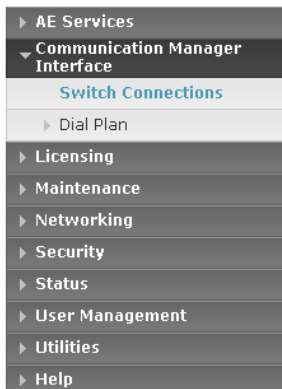 AE Services
Communication Manager
Interface
Switch Connections
Dial Plan
Licensing
Maintenance
Networking
Security
Status
User Management
Utilities
Help